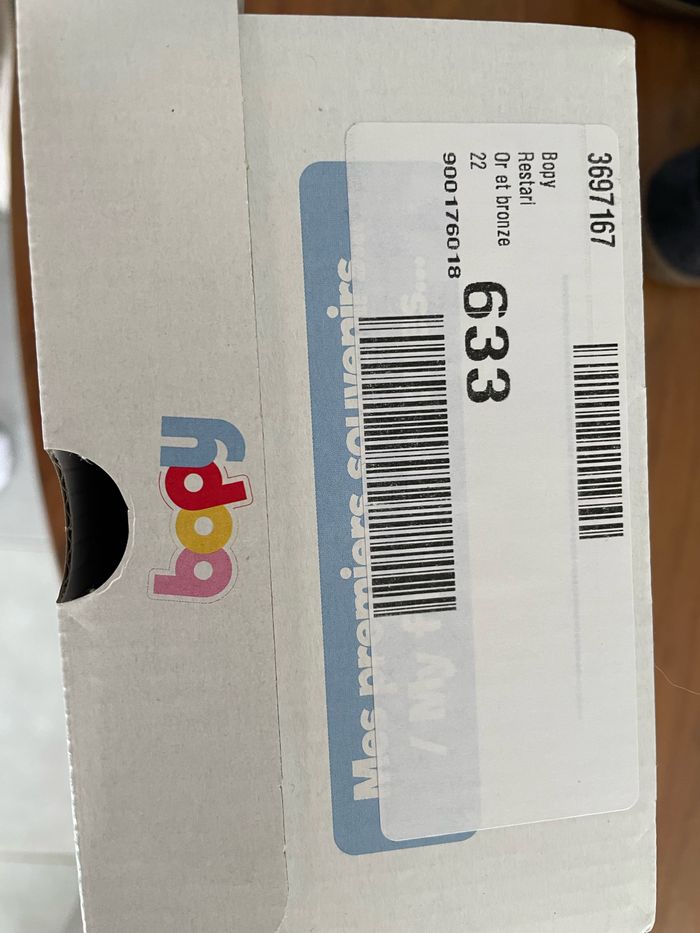 3697167
Bopy
Restari
Or et bronze
22
633
900176018
bopy
Mes premiers souvenirs...
/ My f s...